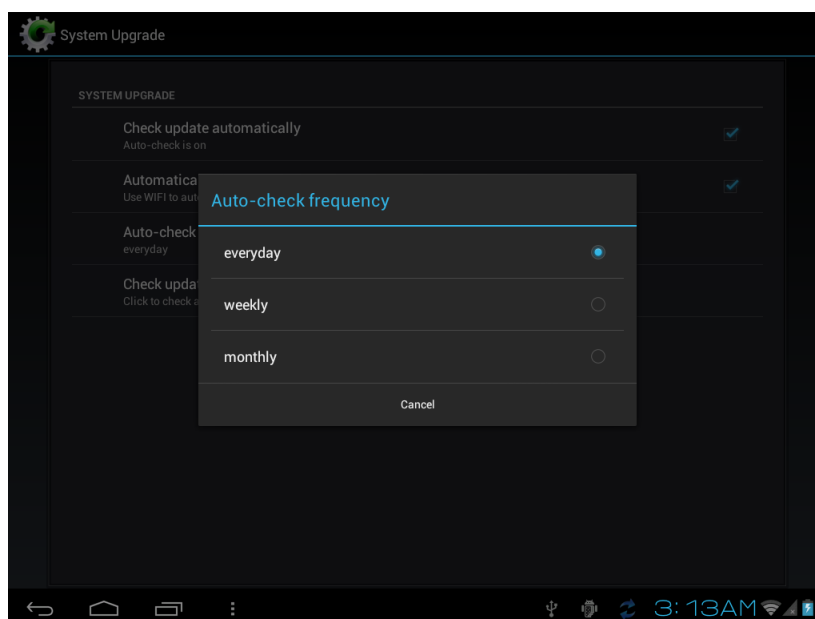 System Upgrade
SYSTEM UPGRADE
Check update automatically
Auto-check is on
Automatica
Use WIFI to aut
Auto-check
everyday
Check updat
Click to check a
Auto-check frequency
everyday
weekly
monthly
Cancel
3:13AM